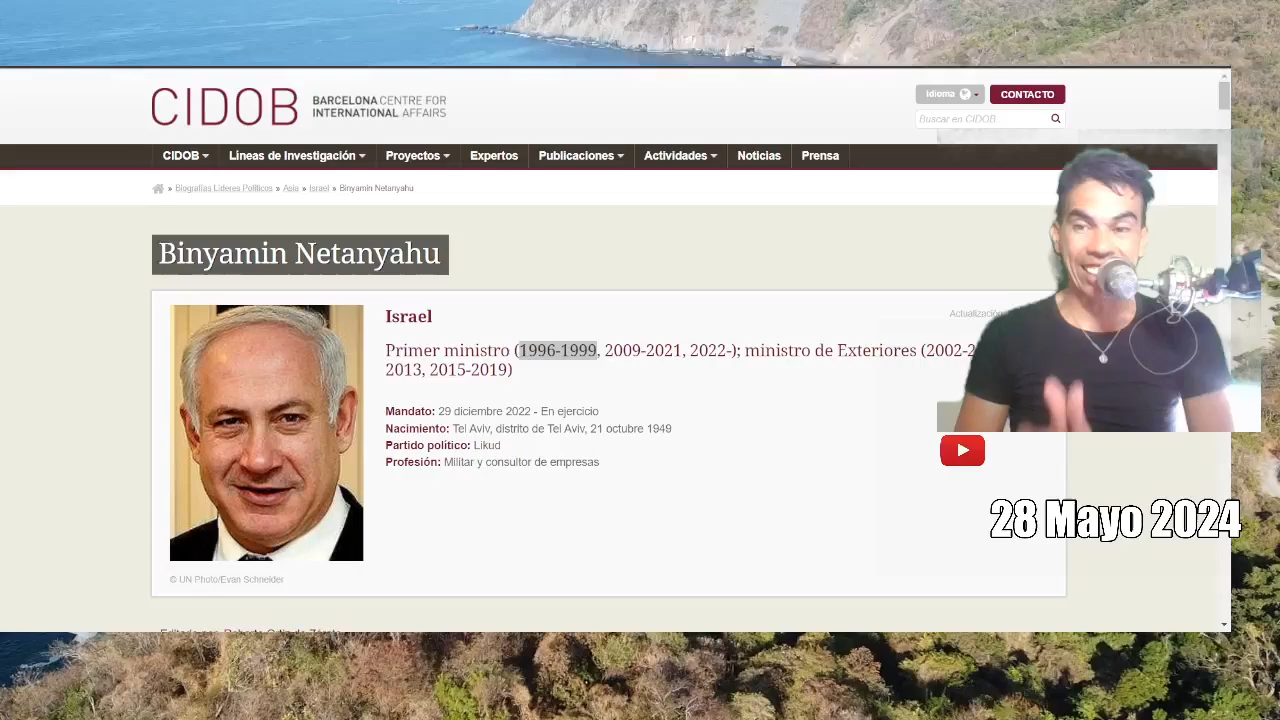 CIDOB
BARCELONA CENTRE FOR
INTERNATIONAL AFFAIRS
Idioma
CONTACTO
Buscar en CIDOB
CIDOB
Líneas de Investigación
Proyectos
Expertos
Publicaciones
Actividades
Noticias
Prensa
» Biografías Líderes Políticos » Asia » Israel » Binyamin Netanyahu
Binyamin Netanyahu
Israel
Actualización
Primer ministro (1996-1999, 2009-2021, 2022-); ministro de Exteriores (2002-2
2013, 2015-2019)
Mandato: 29 diciembre 2022 - En ejercicio
Nacimiento: Tel Aviv, distrito de Tel Aviv, 21 octubre 1949
Partido político: Likud
Profesión: Militar y consultor de empresas
28 Mayo 2024
© UN Photo/Evan Schneider